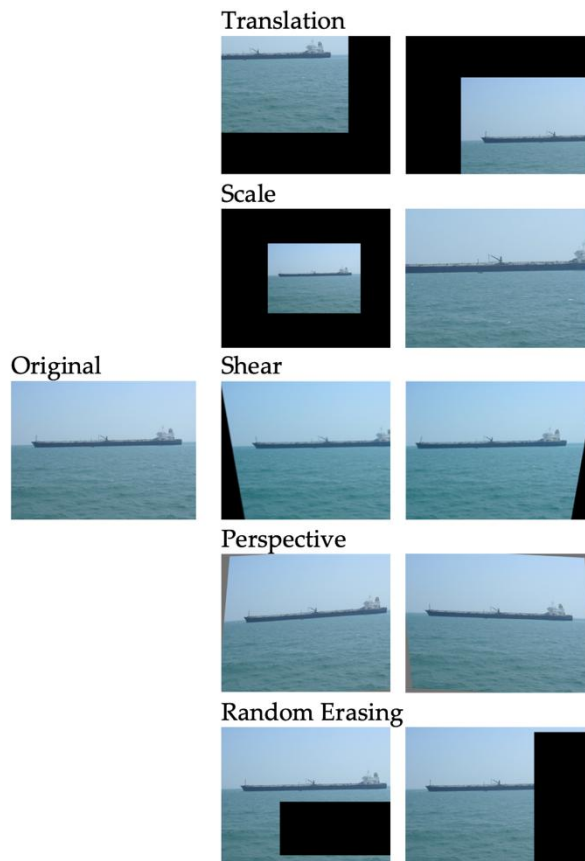 Translation
Scale
Original
Shear
Perspective
Random Erasing